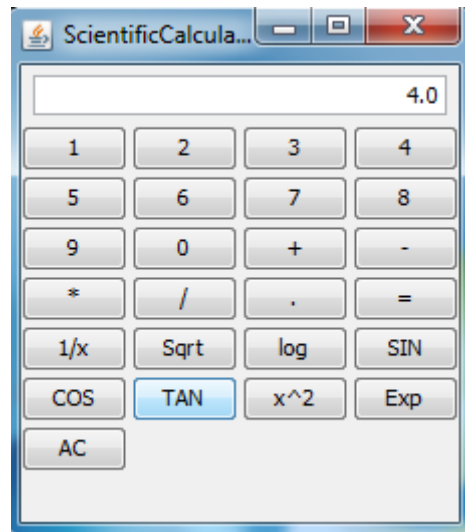 ScientificCalcula...
4.0
1 2 3 4
5 6 7 8
9 0 + -
* / . =
1/x Sqrt log SIN
COS TAN x^2 Exp
AC